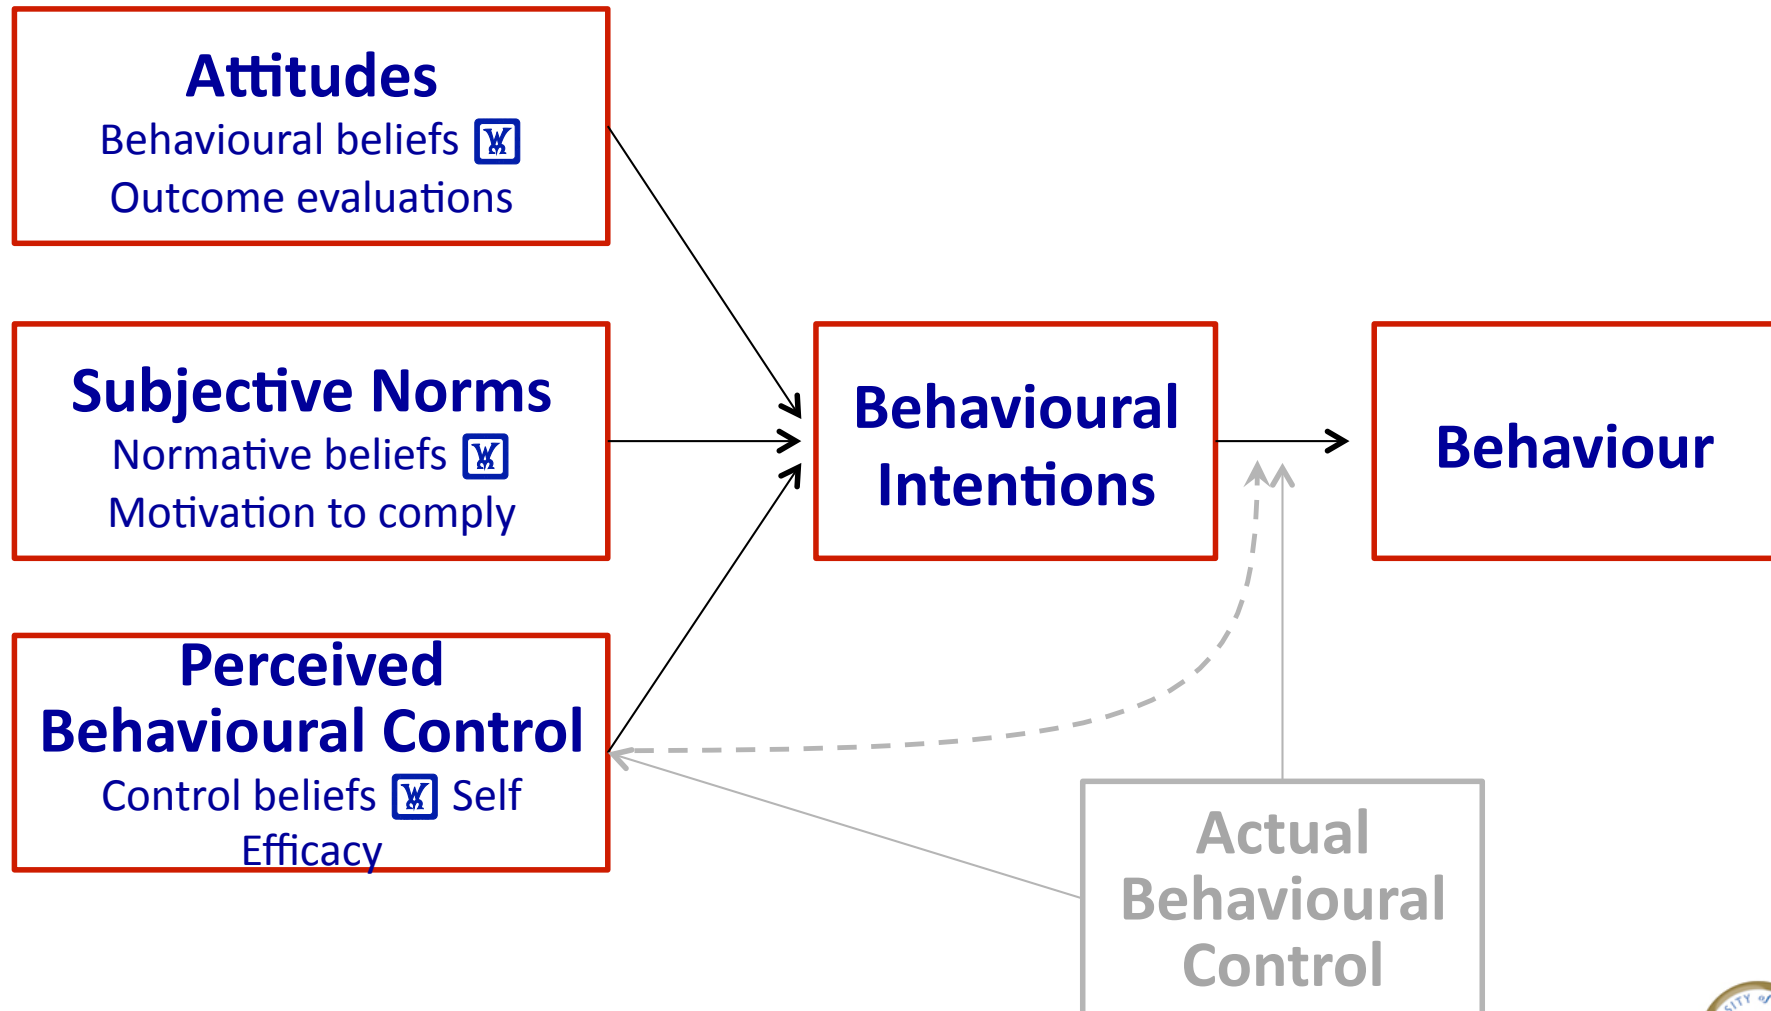 Attitudes
Behavioural beliefs
Outcome evaluations
Subjective Norms
Normative beliefs
Motivation to comply
Perceived
Behavioural Control
Control beliefs Self
Efficacy
Behavioural
Intentions
Behaviour
Actual
Behavioural
Control